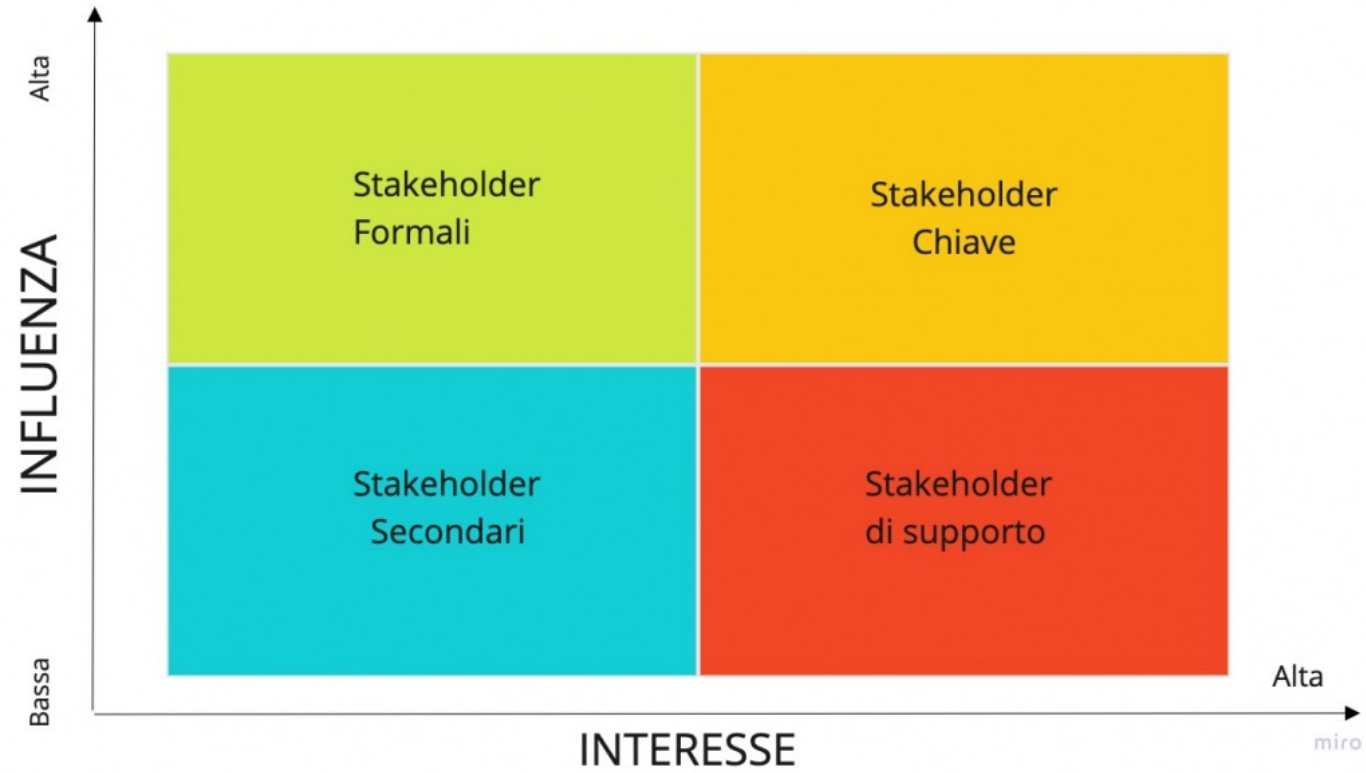 Alta
Stakeholder
Formali
Stakeholder
Chiave
INFLUENZA
Stakeholder
Secondari
Stakeholder
di supporto
Bassa
Alta
INTERESSE
miro